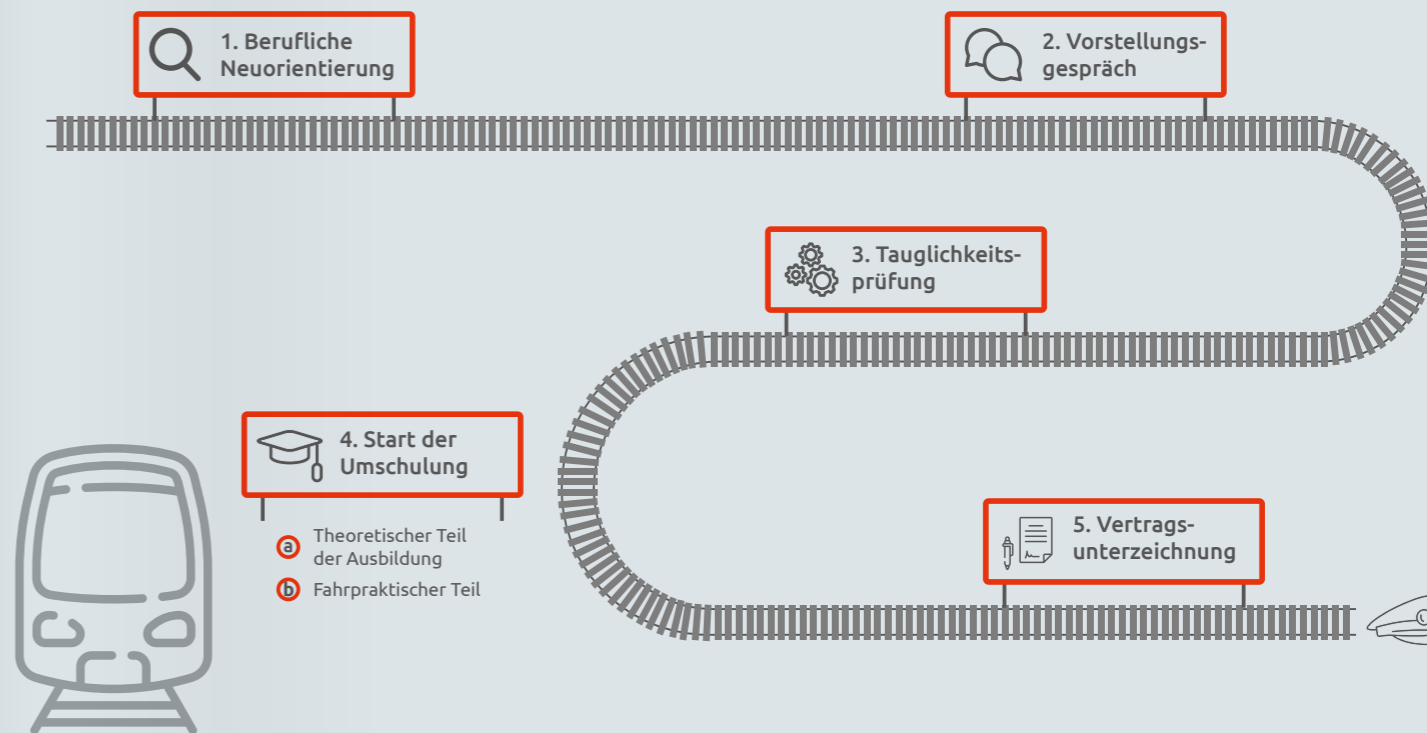 1. Berufliche
Neuorientierung
2. Vorstellungs-
gespräch
3. Tauglichkeits-
prüfung
4. Start der
Umschulung
a Theoretischer Teil
der Ausbildung
b Fahrpraktischer Teil
5. Vertrags-
unterzeichnung